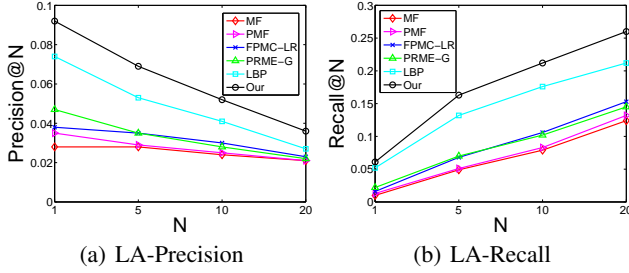 0.1
0.08
0.06
0.04
0.02
0
1
5
10
20
Precision@N
N
MF
PMF
FPMC-LR
PRME-G
LBP
Our
(a) LA-Precision
0.30
0.25
0.20
0.15
0.1
0.05
0
1
5
10
20
Recall@N
N
MF
PMF
FPMC-LR
PRME-G
LBP
Our
(b) LA-Recall